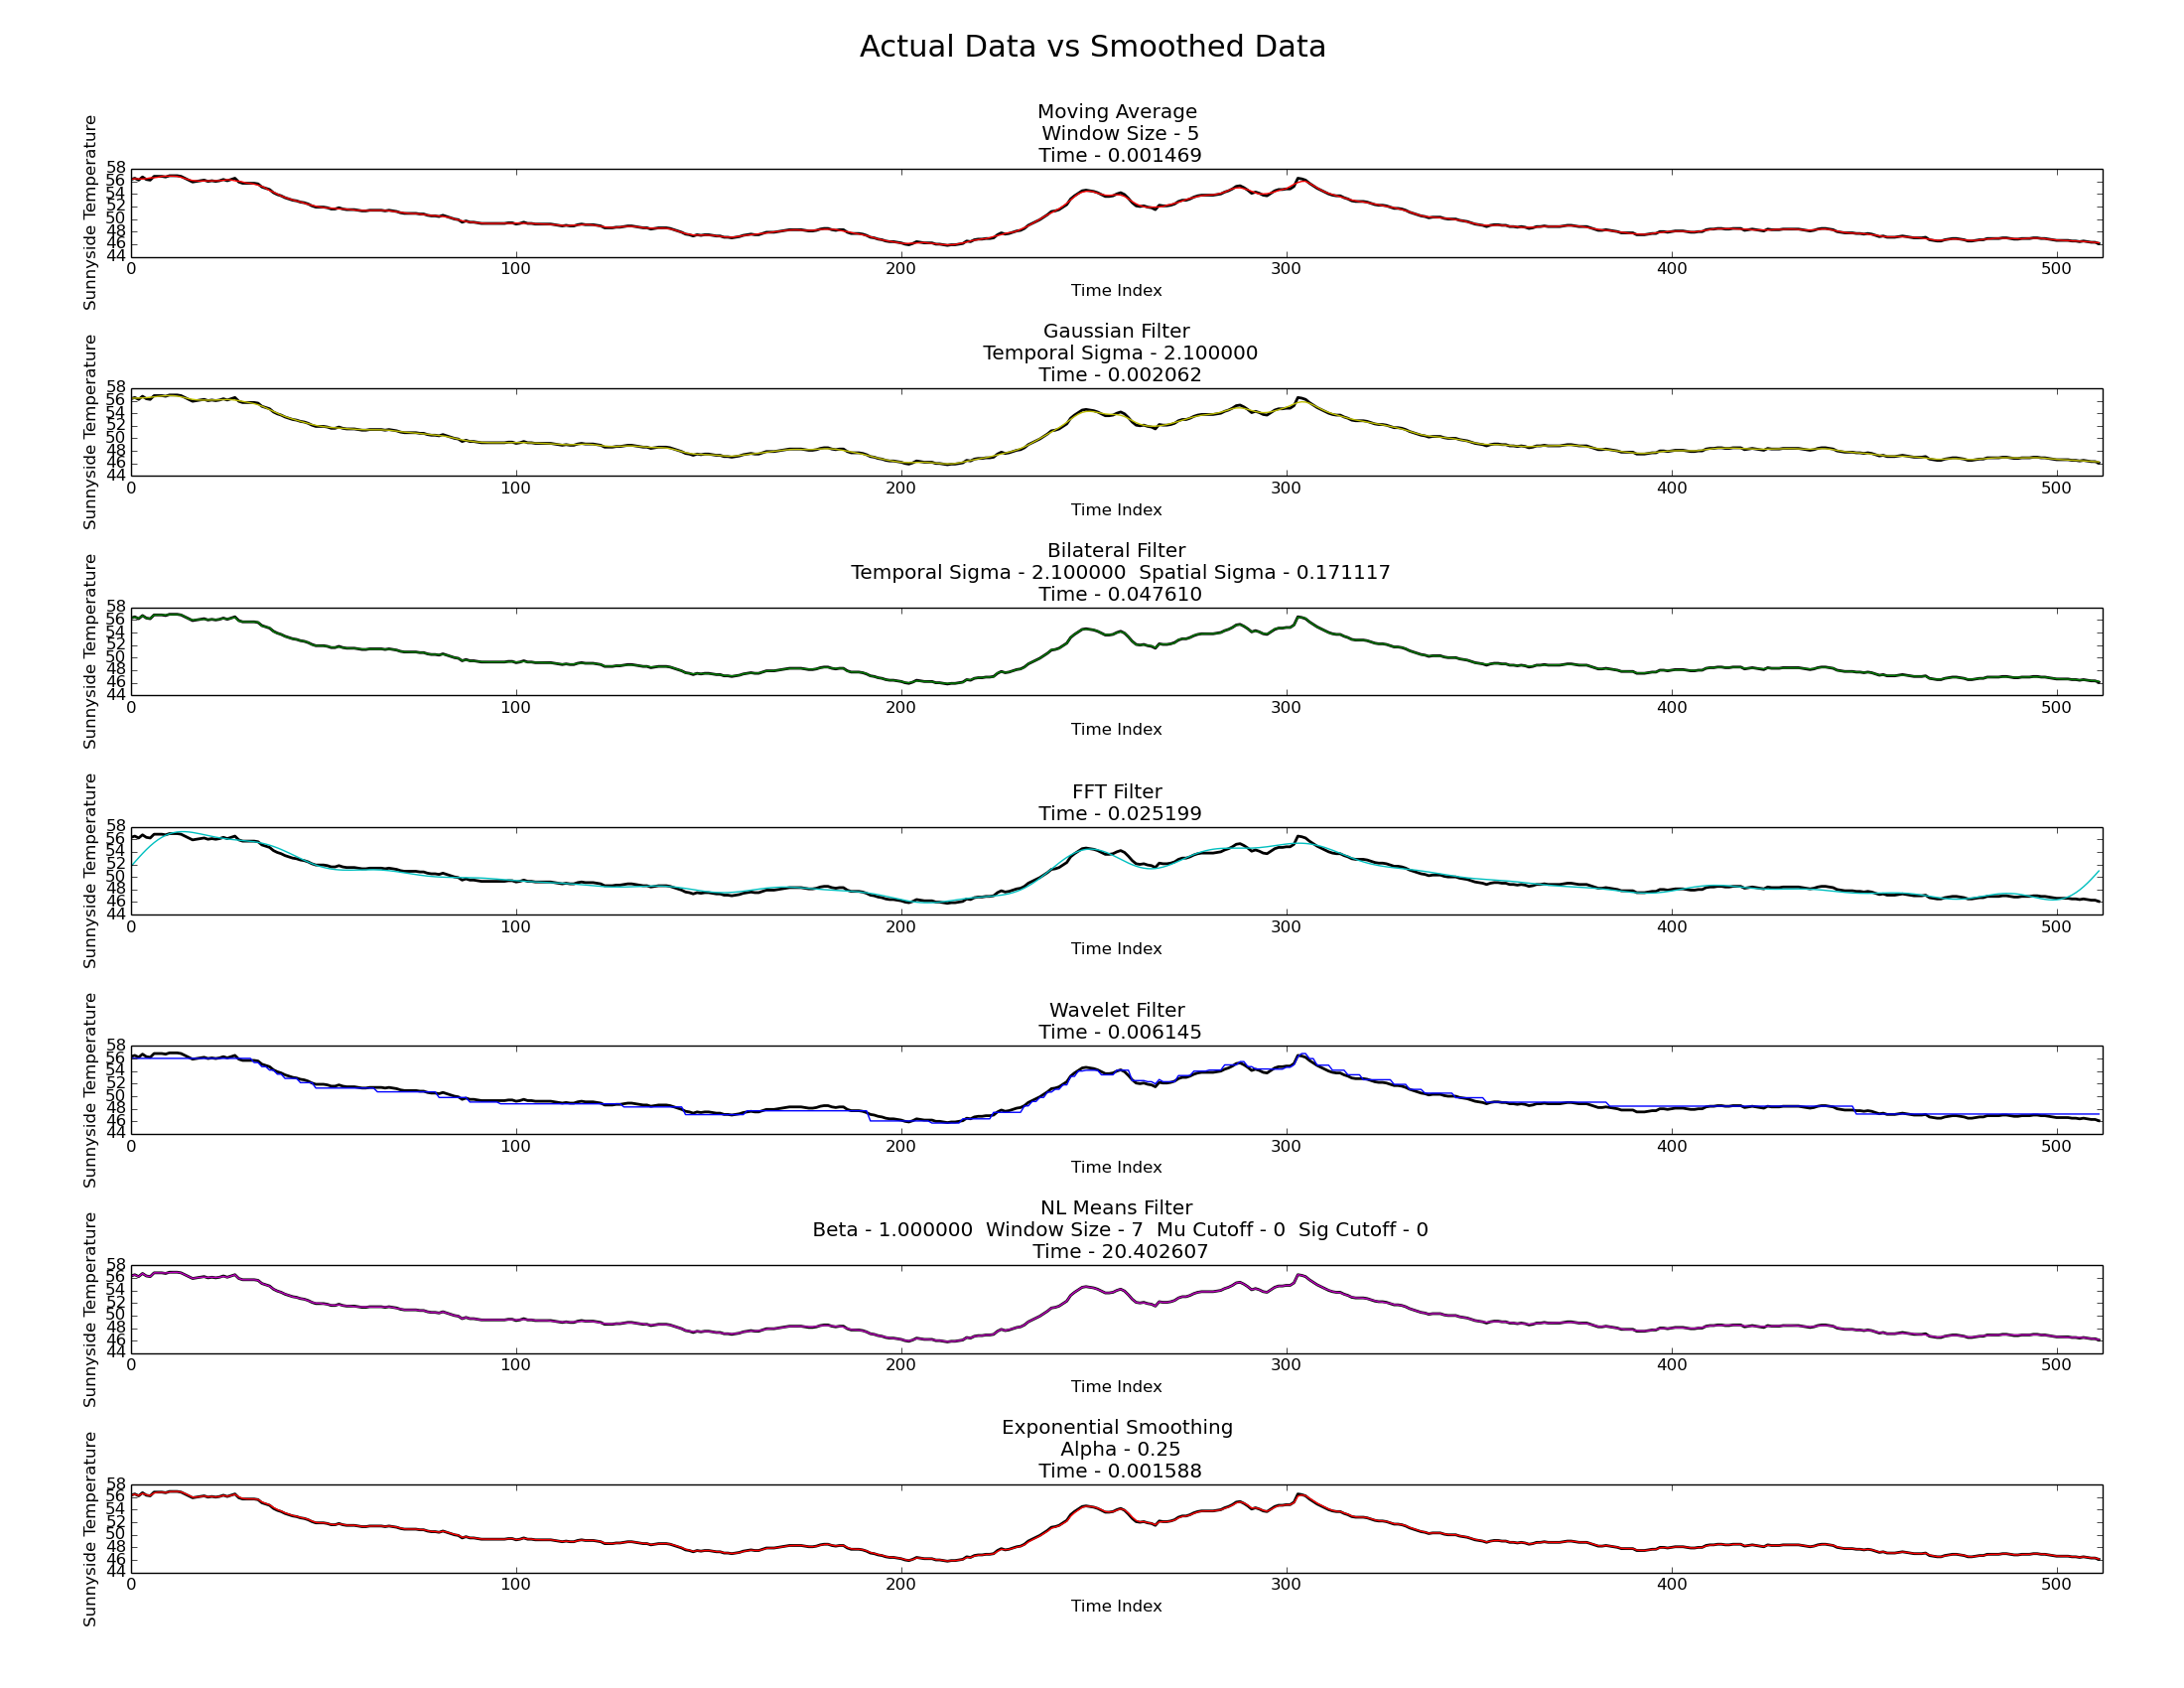 Actual Data vs Smoothed Data
Moving Average
Window Size - 5
Time - 0.001469
Sunnyside Temperature
58
56
54
52
50
48
46
44
0 100 200 300 400 500
Time Index
Gaussian Filter
Temporal Sigma - 2.100000
Time - 0.002062
Sunnyside Temperature
58
56
54
52
50
48
46
44
0 100 200 300 400 500
Time Index
Bilateral Filter
Temporal Sigma - 2.100000  Spatial Sigma - 0.171117
Time - 0.047610
Sunnyside Temperature
58
56
54
52
50
48
46
44
0 100 200 300 400 500
Time Index
FFT Filter
Time - 0.025199
Sunnyside Temperature
58
56
54
52
50
48
46
44
0 100 200 300 400 500
Time Index
Wavelet Filter
Time - 0.006145
Sunnyside Temperature
58
56
54
52
50
48
46
44
0 100 200 300 400 500
Time Index
NL Means Filter
Beta - 1.000000  Window Size - 7  Mu Cutoff - 0  Sig Cutoff - 0
Time - 20.402607
Sunnyside Temperature
58
56
54
52
50
48
46
44
0 100 200 300 400 500
Time Index
Exponential Smoothing
Alpha - 0.25
Time - 0.001588
Sunnyside Temperature
58
56
54
52
50
48
46
44
0 100 200 300 400 500
Time Index